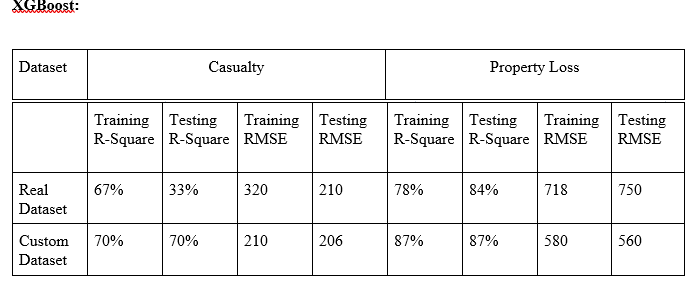 XGBoost:
Dataset Casualty Property Loss
Training Testing Training Testing Training Testing Training Testing
R-Square R-Square RMSE RMSE R-Square R-Square RMSE RMSE
Real 67% 33% 320 210 78% 84% 718 750
Dataset
Custom 70% 70% 210 206 87% 87% 580 560
Dataset